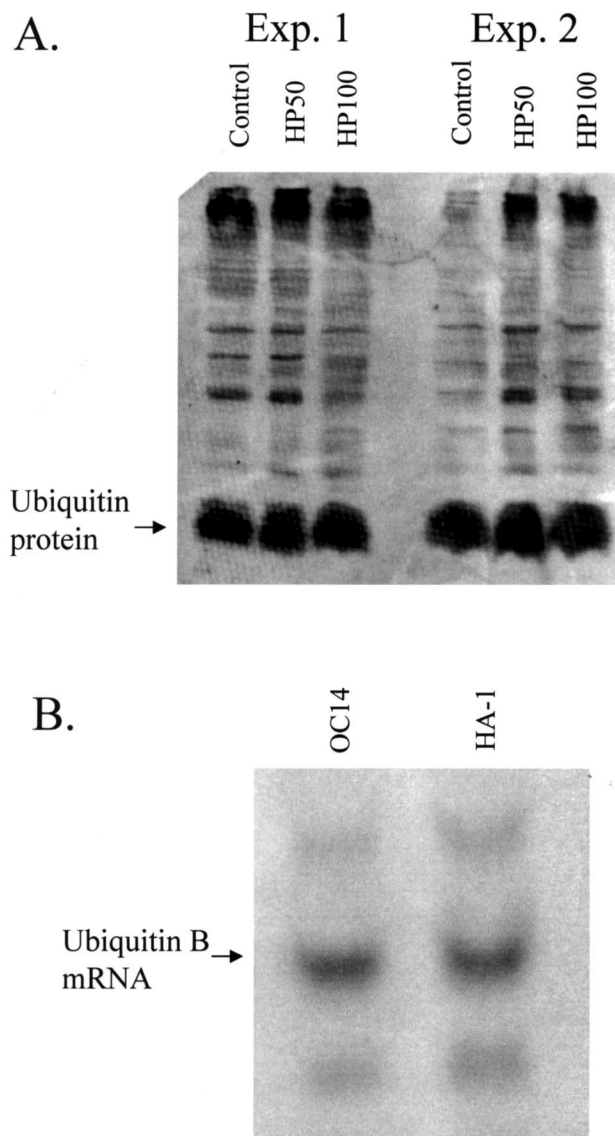 A.
Exp. 1 Exp. 2
Control HP50 HP100 Control HP50 HP100
Ubiquitin
protein
B.
OC14 HA-1
Ubiquitin B
mRNA